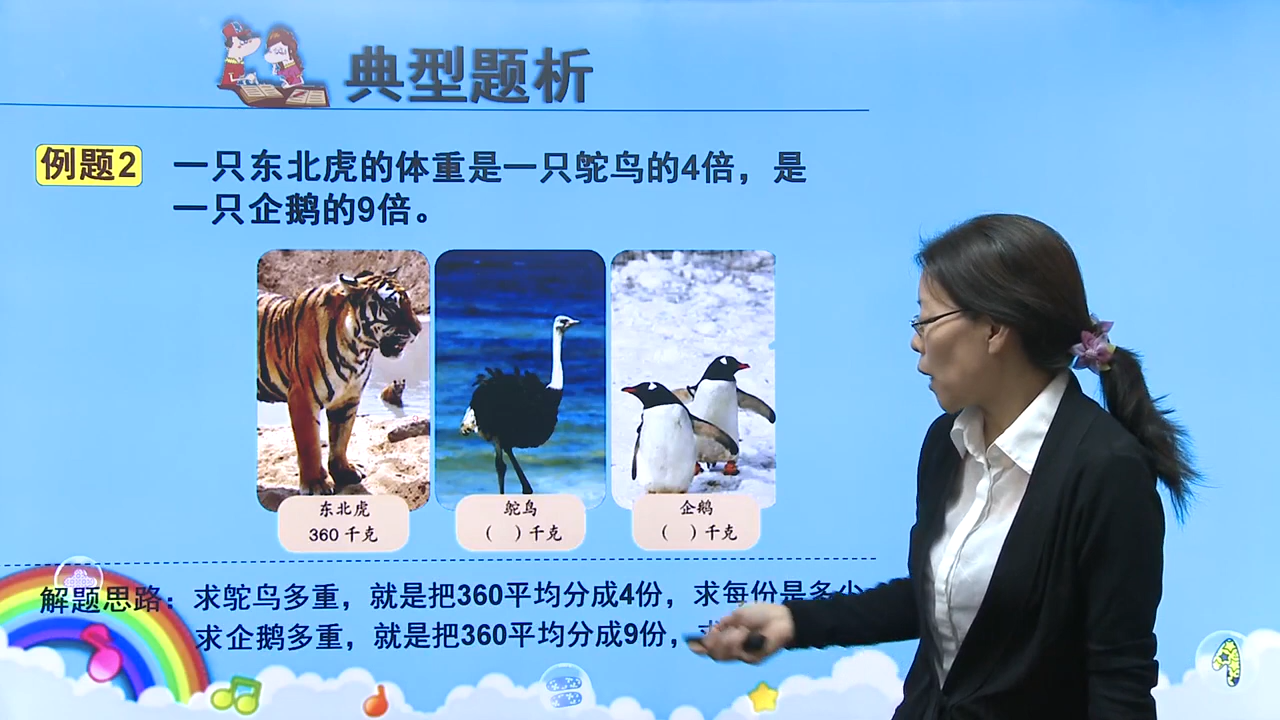 典型题析
例题2 一只东北虎的体重是一只鸵鸟的4倍，是
一只企鹅的9倍。
东北虎
360千克
鸵鸟
（ ）千克
企鹅
（ ）千克
解题思路：求鸵鸟多重，就是把360平均分成4份，求每份是多少
求企鹅多重，就是把360平均分成9份，